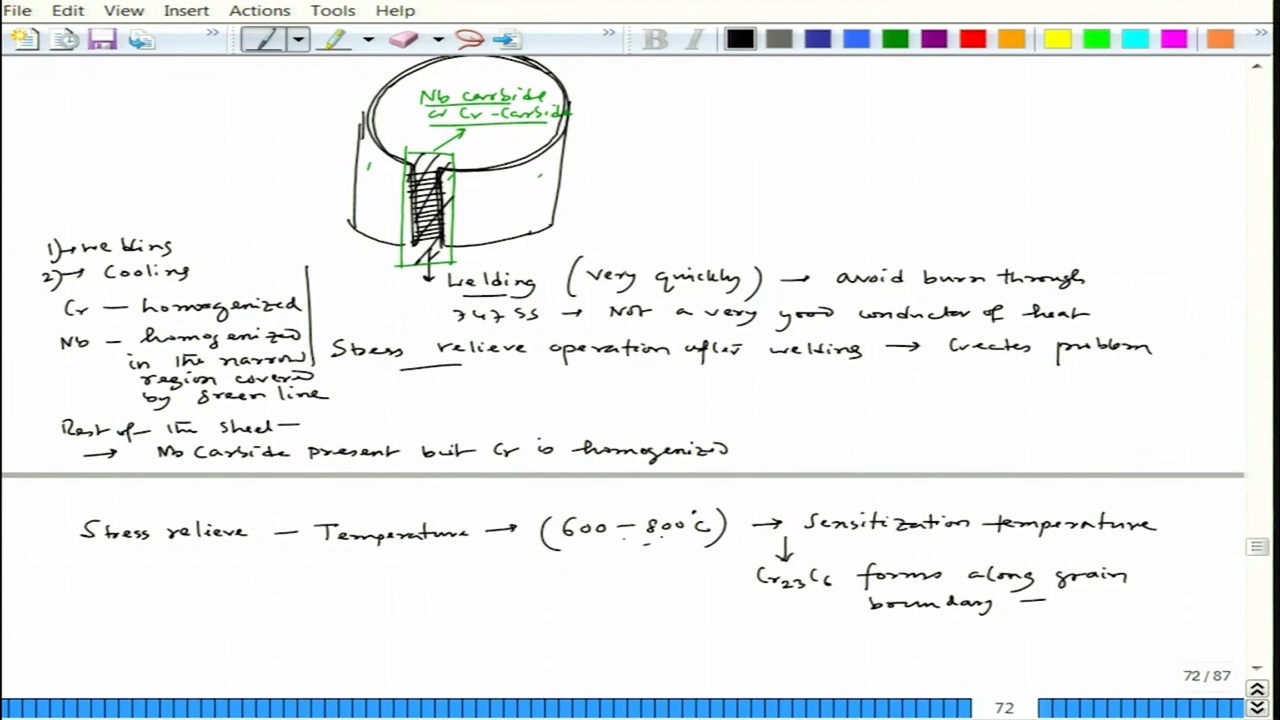 File Edit View Insert Actions Tools Help
B I
Nb carbide
or Cr-Carbide
1)→ welding
2)→ Cooling
Cr — homogenized
Nb — homogenized
in the narrow
region covered
by green line
welding (very quickly) → avoid burn through
347 SS → Not a very good conductor of heat
Stress relieve operation after welding → Creates problem
Rest of the sheet —
→ Nb Carbide present but Cr is homogenized
Stress relieve — Temperature → (600 — 800°C) → Sensitization temperature
Cr23C6 forms along grain
boundary —
72 / 87
72